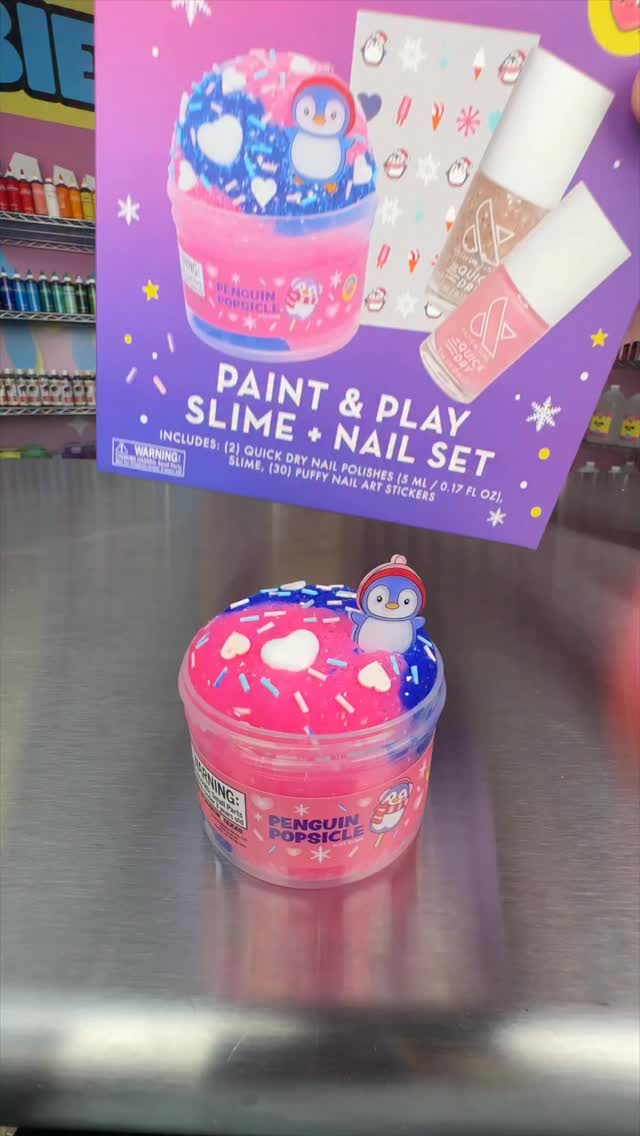 BIE
PENGUIN
POPSICLE
QUICK
DRY
PAINT & PLAY
SLIME + NAIL SET
INCLUDES: (2) QUICK DRY NAIL POLISHES (5 ML / 0.17 FL OZ),
SLIME, (30) PUFFY NAIL ART STICKERS
WARNING:
WARNING:
PENGUIN
POPSICLE